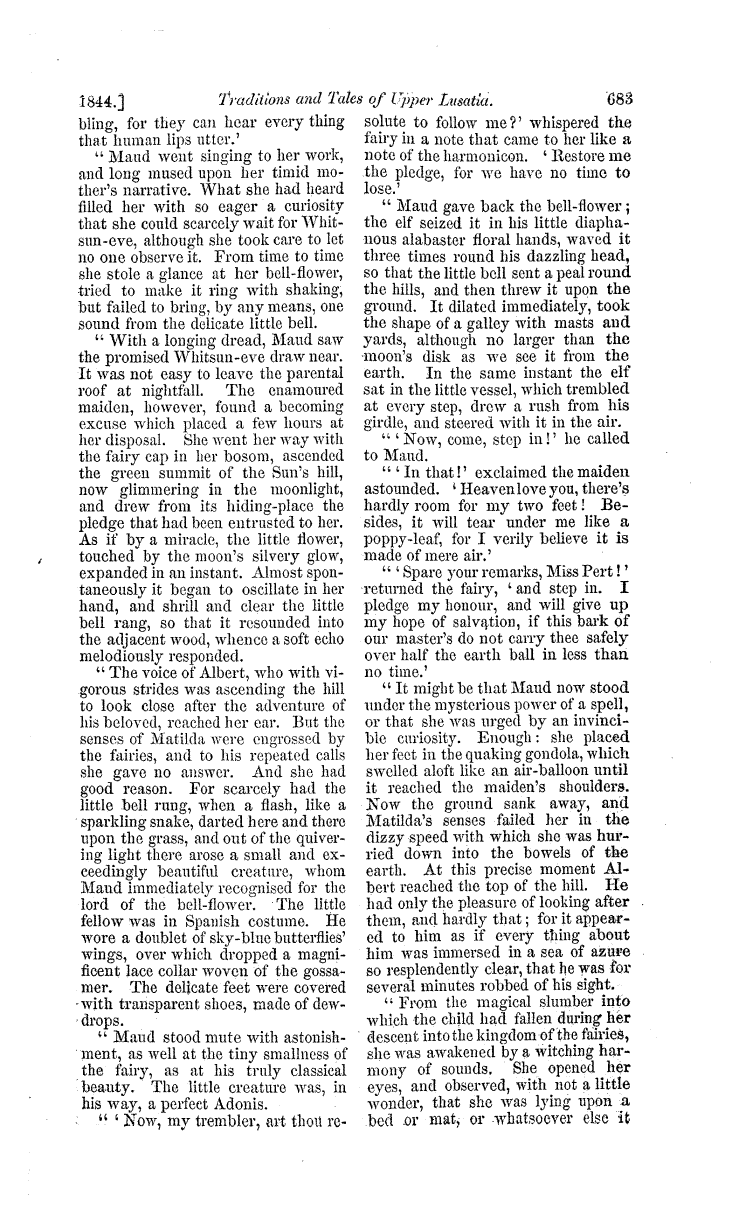 1844.] Traditions and Tales of Upper Lusatia. 683
bling, for they can hear every thing
that human lips utter.'
“ Maud went singing to her work,
and long mused upon her timid mo-
ther's narrative. What she had heard
filled her with so eager a curiosity
that she could scarcely wait for Whit-
sun-eve, although she took care to let
no one observe it. From time to time
she stole a glance at her bell-flower,
tried to make it ring with shaking,
but failed to bring, by any means, one
sound from the delicate little bell.
“ With a longing dread, Maud saw
the promised Whitsun-eve draw near.
It was not easy to leave the parental
roof at nightfall. The enamoured
maiden, however, found a becoming
excuse which placed a few hours at
her disposal. She went her way with
the fairy cap in her bosom, ascended
the green summit of the Sun's hill,
now glimmering in the moonlight,
and drew from its hiding-place the
pledge that had been entrusted to her.
As if by a miracle, the little flower,
touched by the moon's silvery glow,
expanded in an instant. Almost spon-
taneously it began to oscillate in her
hand, and shrill and clear the little
bell rang, so that it resounded into
the adjacent wood, whence a soft echo
melodiously responded.
“ The voice of Albert, who with vi-
gorous strides was ascending the hill
to look close after the adventure of
his beloved, reached her ear. But the
senses of Matilda were engrossed by
the fairies, and to his repeated calls
she gave no answer. And she had
good reason. For scarcely had the
little bell rung, when a flash, like a
sparkling snake, darted here and there
upon the grass, and out of the quiver-
ing light there arose a small and ex-
ceedingly beautiful creature, whom
Maud immediately recognised for the
lord of the bell-flower. The little
fellow was in Spanish costume. He
wore a doublet of sky-blue butterflies'
wings, over which dropped a magni-
ficent lace collar woven of the gossa-
mer. The delicate feet were covered
with transparent shoes, made of dew-
drops.
“ Maud stood mute with astonish-
ment, as well at the tiny smallness of
the fairy, as at his truly classical
beauty. The little creature was, in
his way, a perfect Adonis.
“ ‘ Now, my trembler, art thou re-
solute to follow me?' whispered the
fairy in a note that came to her like a
note of the harmonicon. ‘ Restore me
the pledge, for we have no time to
lose.'
“ Maud gave back the bell-flower ;
the elf seized it in his little diapha-
nous alabaster floral hands, waved it
three times round his dazzling head,
so that the little bell sent a peal round
the hills, and then threw it upon the
ground. It dilated immediately, took
the shape of a galley with masts and
yards, although no larger than the
moon's disk as we see it from the
earth. In the same instant the elf
sat in the little vessel, which trembled
at every step, drew a rush from his
girdle, and steered with it in the air.
“ ‘ Now, come, step in!' he called
to Maud.
“ ‘ In that!' exclaimed the maiden
astounded. ‘ Heaven love you, there's
hardly room for my two feet! Be-
sides, it will tear under me like a
poppy-leaf, for I verily believe it is
made of mere air.'
“ ‘ Spare your remarks, Miss Pert!'
returned the fairy, ‘ and step in. I
pledge my honour, and will give up
my hope of salvation, if this bark of
our master's do not carry thee safely
over half the earth ball in less than
no time.'
“ It might be that Maud now stood
under the mysterious power of a spell,
or that she was urged by an invinci-
ble curiosity. Enough: she placed
her feet in the quaking gondola, which
swelled aloft like an air-balloon until
it reached the maiden's shoulders.
Now the ground sank away, and
Matilda's senses failed her in the
dizzy speed with which she was hur-
ried down into the bowels of the
earth. At this precise moment Al-
bert reached the top of the hill. He
had only the pleasure of looking after
them, and hardly that ; for it appear-
ed to him as if every thing about
him was immersed in a sea of azure
so resplendently clear, that he was for
several minutes robbed of his sight.
“ From the magical slumber into
which the child had fallen during her
descent into the kingdom of the fairies,
she was awakened by a witching har-
mony of sounds. She opened her
eyes, and observed, with not a little
wonder, that she was lying upon a
bed or mat, or whatsoever else it